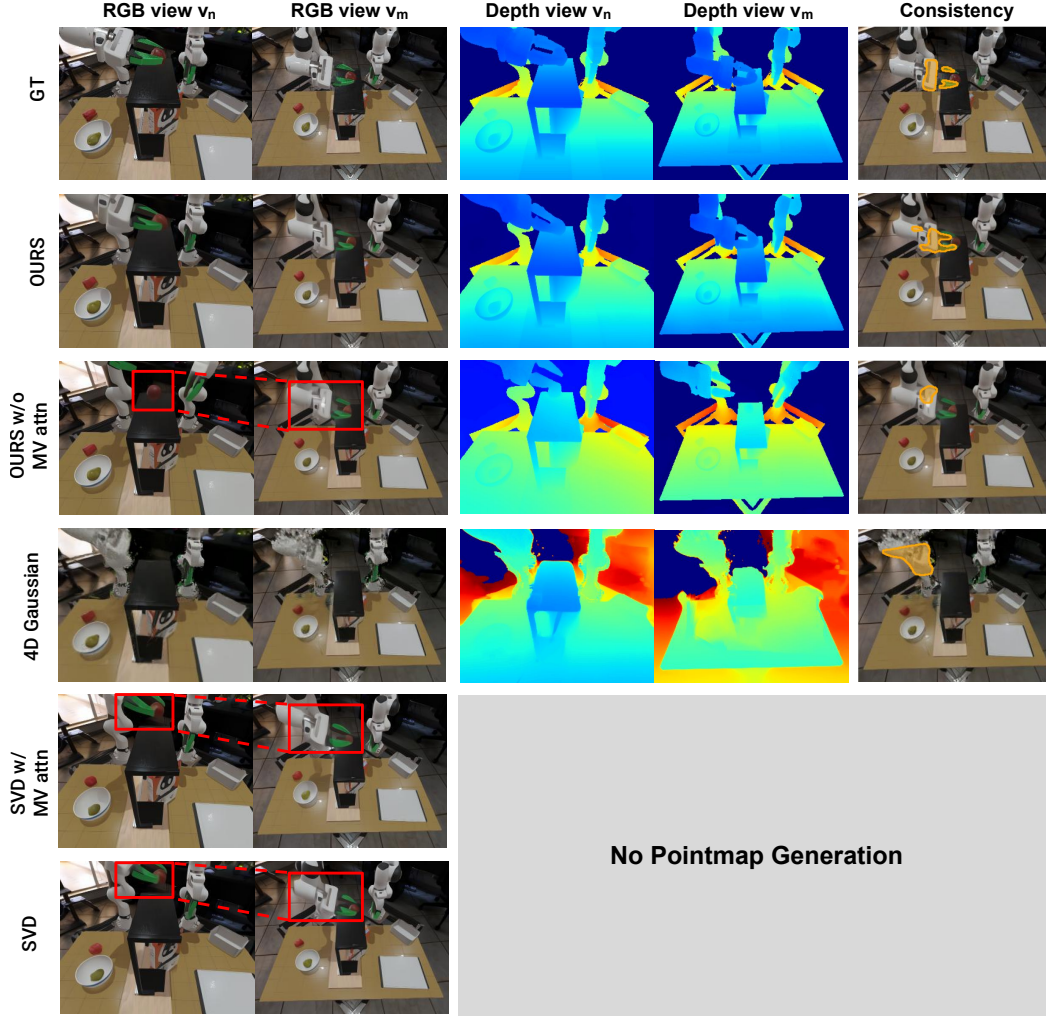 RGB view vₙ RGB view vₘ Depth view vₙ Depth view vₘ Consistency
GT
OURS
OURS w/o
MV attn
4D Gaussian
SVD w/
MV attn
No Pointmap Generation
SVD